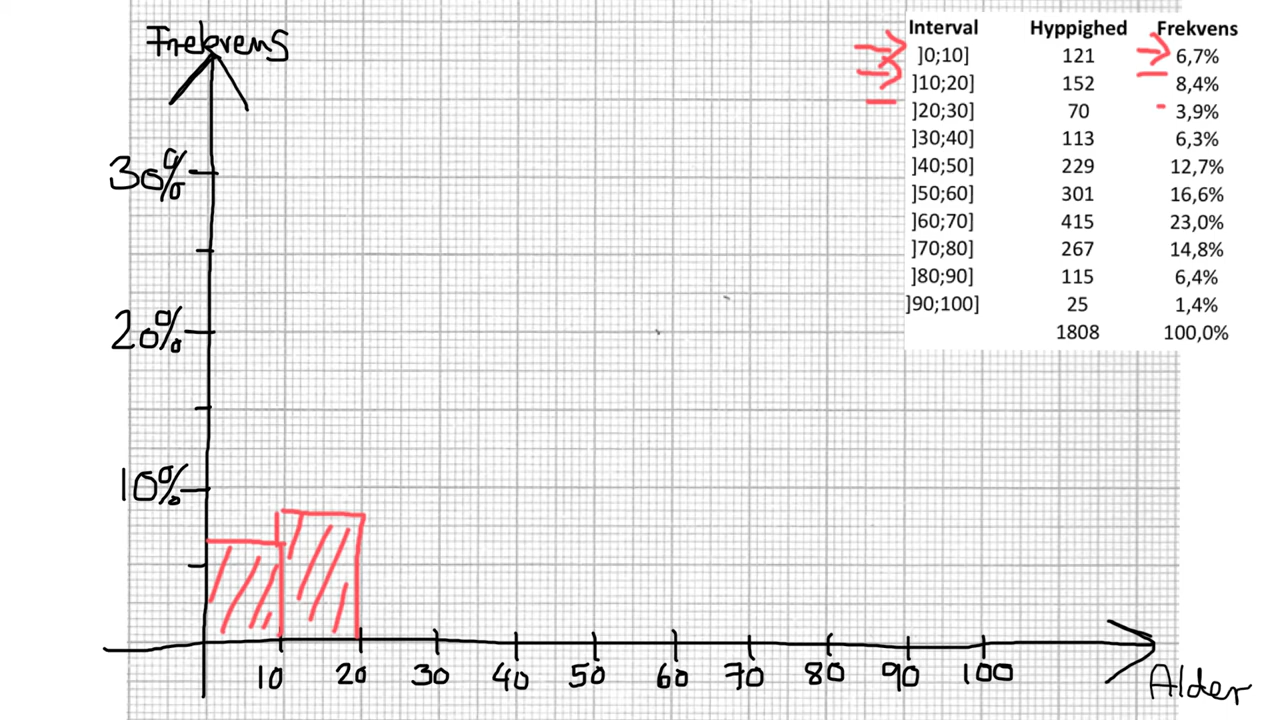 Frekvens
30%
20%
10%
10 20 30 40 50 60 70 80 90 100
Alder
Interval Hyppighed Frekvens
]0;10] 121 6,7%
]10;20] 152 8,4%
]20;30] 70 3,9%
]30;40] 113 6,3%
]40;50] 229 12,7%
]50;60] 301 16,6%
]60;70] 415 23,0%
]70;80] 267 14,8%
]80;90] 115 6,4%
]90;100] 25 1,4%
1808 100,0%